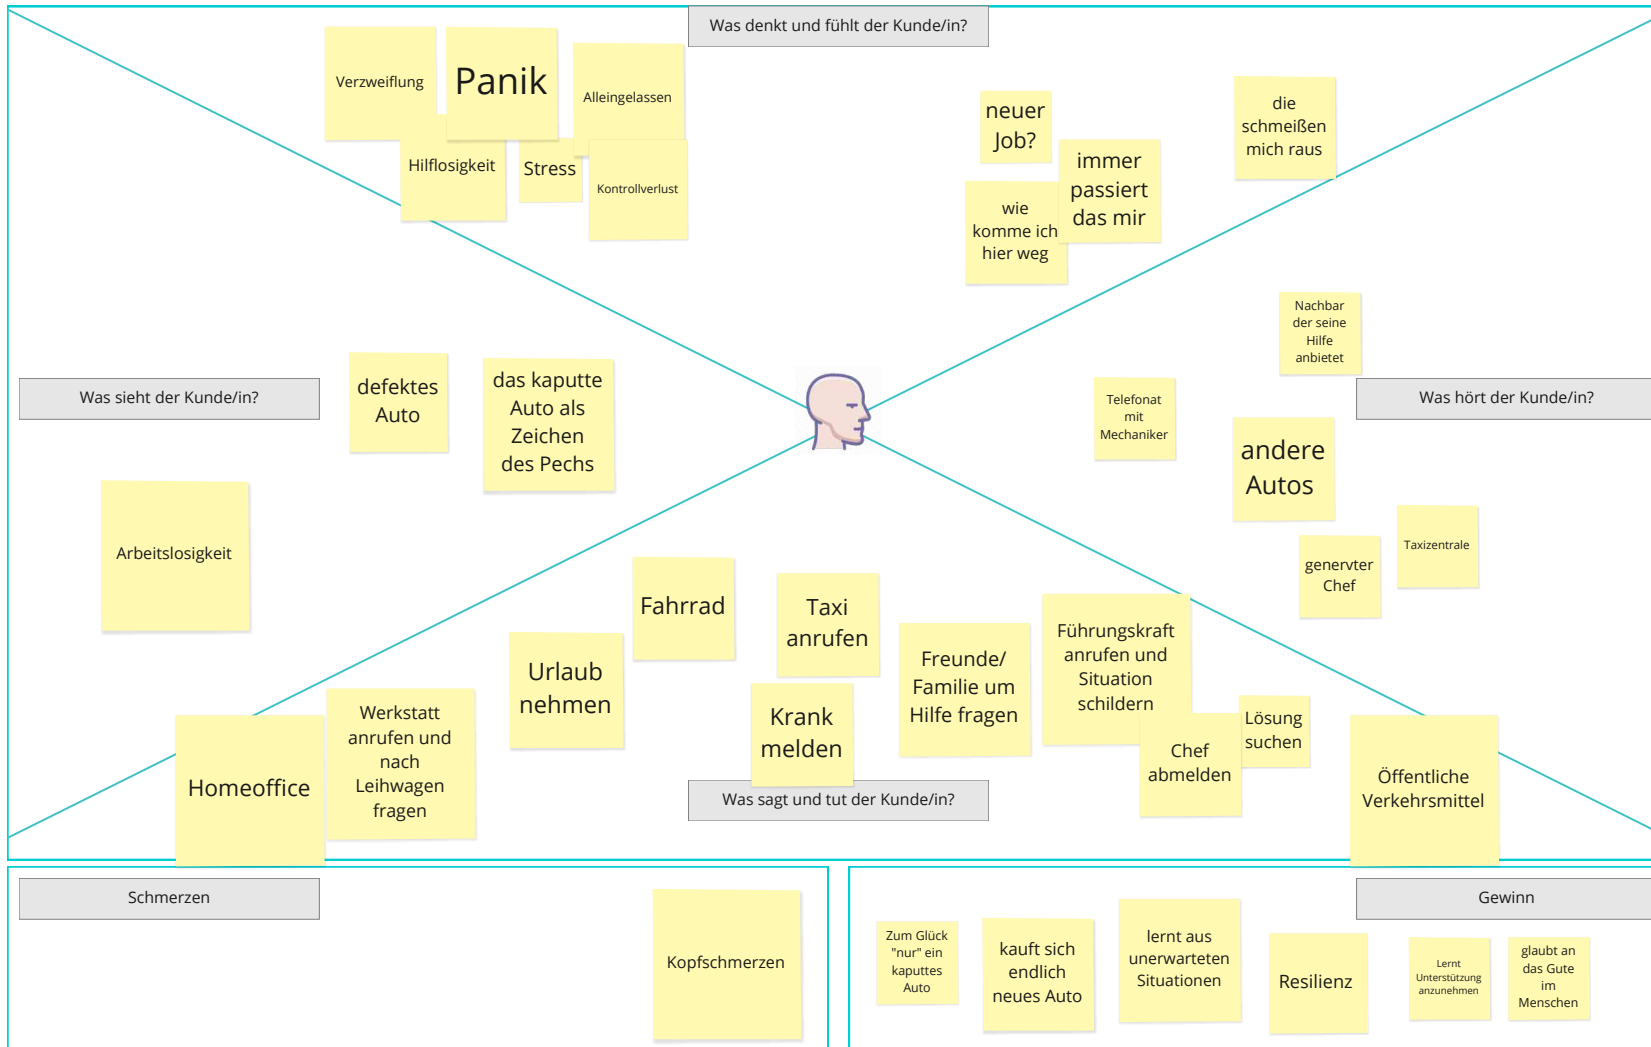 Was denkt und fühlt der Kunde/in?
Verzweiflung
Panik
Alleingelassen
Hilflosigkeit
Stress
Kontrollverlust
neuer
Job?
immer
passiert
das mir
wie
komme ich
hier weg
die
schmeißen
mich raus
Was sieht der Kunde/in?
defektes
Auto
das kaputte
Auto als
Zeichen
des Pechs
Arbeitslosigkeit
Nachbar
der seine
Hilfe
anbietet
Was hört der Kunde/in?
Telefonat
mit
Mechaniker
andere
Autos
genervter
Chef
Taxizentrale
Fahrrad
Taxi
anrufen
Urlaub
nehmen
Freunde/
Familie um
Hilfe fragen
Führungskraft
anrufen und
Situation
schildern
Homeoffice
Werkstatt
anrufen und
nach
Leihwagen
fragen
Krank
melden
Chef
abmelden
Lösung
suchen
Öffentliche
Verkehrsmittel
Was sagt und tut der Kunde/in?
Schmerzen
Kopfschmerzen
Gewinn
Zum Glück
"nur" ein
kaputtes
Auto
kauft sich
endlich
neues Auto
lernt aus
unerwarteten
Situationen
Resilienz
Lernt
Unterstützung
anzunehmen
glaubt an
das Gute
im
Menschen